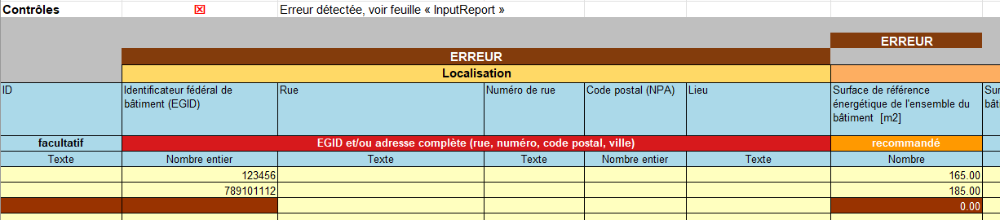 Contrôles ☒ Erreur détectée, voir feuille « InputReport »
ERREUR
ERREUR
Localisation
ID
Identificateur fédéral de
bâtiment (EGID)
Rue
Numéro de rue
Code postal (NPA)
Lieu
Surface de référence
énergétique de l'ensemble du
bâtiment [m2]
facultatif
EGID et/ou adresse complète (rue, numéro, code postal, ville)
recommandé
Texte Nombre entier Texte Texte Nombre entier Texte Nombre
123456 165.00
789101112 185.00
0.00